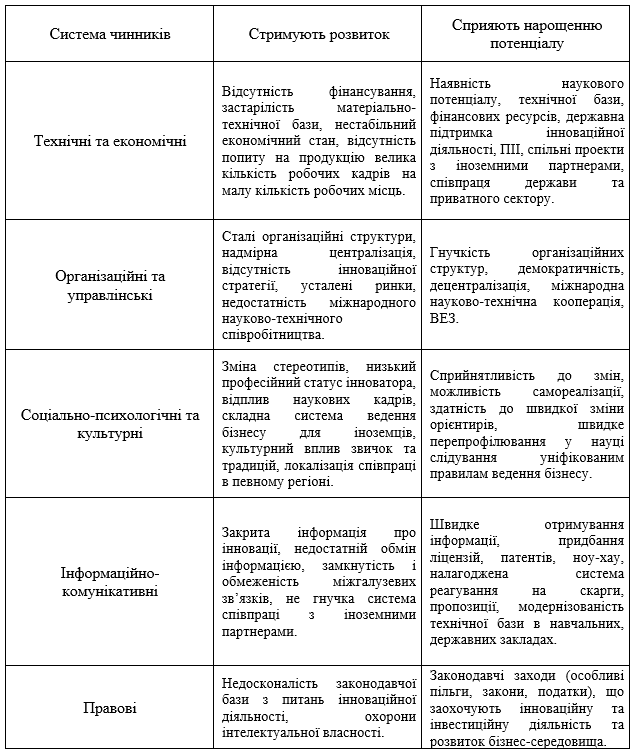 Система чинників
Стримують розвиток
Сприяють нарощенню
потенціалу
Технічні та економічні
Відсутність фінансування,
застарілість матеріально-
технічної бази, нестабільний
економічний стан, відсутність
попиту на продукцію велика
кількість робочих кадрів на
малу кількість робочих місць.
Наявність наукового
потенціалу, технічної бази,
фінансових ресурсів, державна
підтримка інноваційної
діяльності, ПІІ, спільні проекти
з іноземними партнерами,
співпраця держави та
приватного сектору.
Організаційні та
управлінські
Сталі організаційні структури,
надмірна централізація,
відсутність інноваційної
стратегії, усталені ринки,
недостатність міжнародного
науково-технічного
співробітництва.
Гнучкість організаційних
структур, демократичність,
децентралізація, міжнародна
науково-технічна кооперація,
ВЕЗ.
Соціально-психологічні та
культурні
Зміна стереотипів, низький
професійний статус інноватора,
відплив наукових кадрів,
складна система ведення
бізнесу для іноземців,
культурний вплив звичок та
традицій, локалізація співпраці
в певному регіоні.
Сприйнятливість до змін,
можливість самореалізації,
здатність до швидкої зміни
орієнтирів, швидке
перепрофілювання у науці
слідування уніфікованим
правилам ведення бізнесу.
Інформаційно-
комунікативні
Закрита інформація про
інновації, недостатній обмін
інформацією, замкнутість і
обмеженість міжгалузевих
зв’язків, не гнучка система
співпраці з іноземними
партнерами.
Швидке отримування
інформації, придбання
ліцензій, патентів, ноу-хау,
налагоджена система
реагування на скарги,
пропозиції, модернізованість
технічної бази в навчальних,
державних закладах.
Правові
Недосконалість законодавчої
бази з питань інноваційної
діяльності, охорони
інтелектуальної власності.
Законодавчі заходи (особливі
пільги, закони, податки), що
заохочують інноваційну та
інвестиційну діяльність та
розвиток бізнес-середовища.